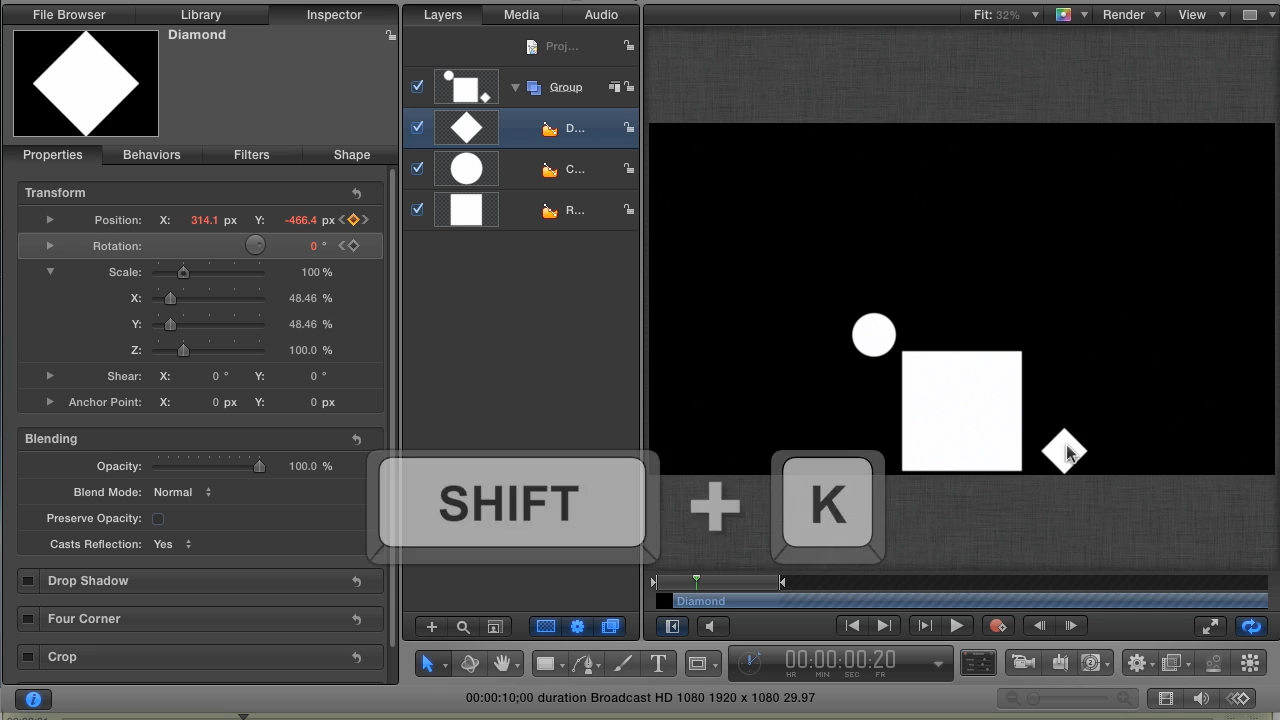 File Browser Library Inspector Layers Media Audio Fit: 32% Render View
Diamond
Proj...
Group
D...
C...
R...
Properties Behaviors Filters Shape
Transform
Position: X: 314.1 px Y: -466.4 px
Rotation: 0 °
Scale: 100 %
X: 48.46 %
Y: 48.46 %
Z: 100.0 %
Shear: X: 0 ° Y: 0 °
Anchor Point: X: 0 px Y: 0 px
Blending
Opacity: 100.0 %
Blend Mode: Normal
Preserve Opacity:
Casts Reflection: Yes
SHIFT + K
Drop Shadow
Four Corner
Crop
Diamond
T
00:00:00:20
HR MIN SEC FR
00:00:10;00 duration Broadcast HD 1080 1920 x 1080 29.97